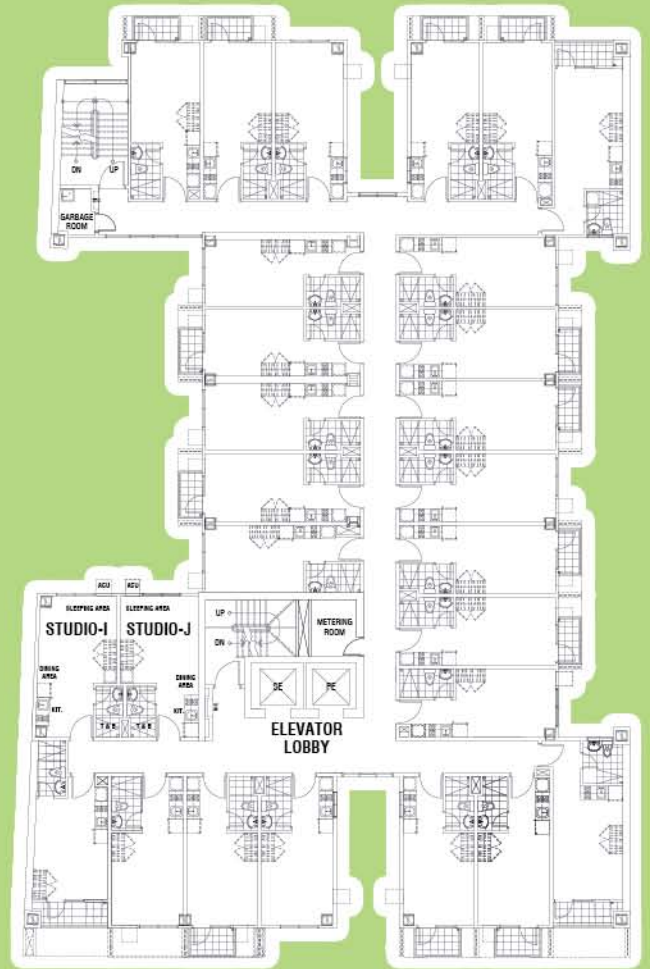 DN
UP
GARBAGE
ROOM
ACU
ACU
SLEEPING AREA
SLEEPING AREA
STUDIO-I
STUDIO-J
DINING
AREA
DINING
AREA
KIT.
KIT.
T & B
T & B
UP
DN
METERING
ROOM
SE
PE
ELEVATOR
LOBBY